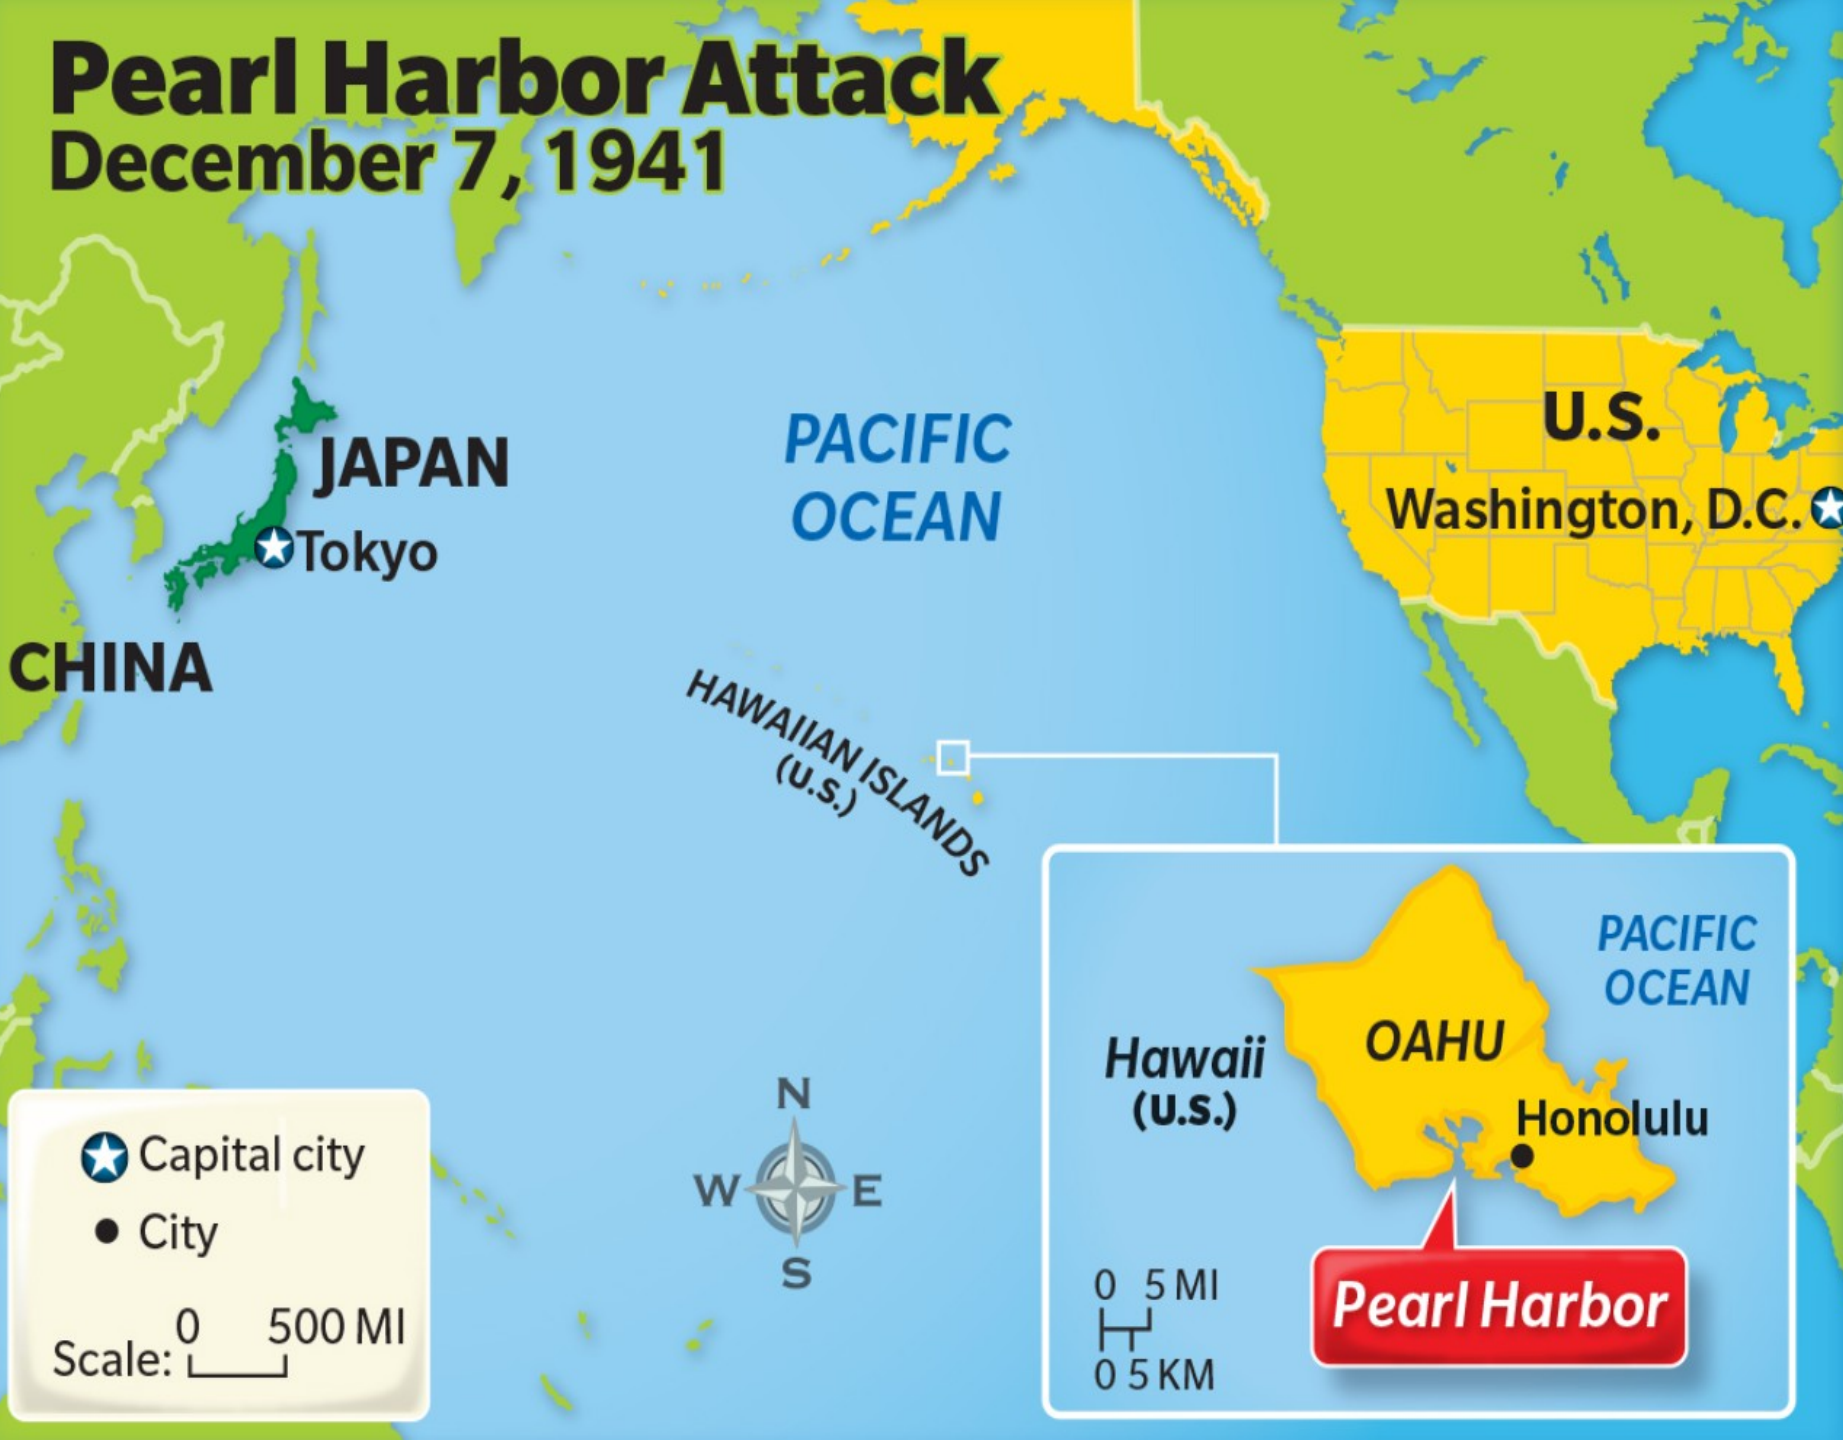 Pearl Harbor Attack
December 7, 1941
JAPAN
Tokyo
CHINA
PACIFIC
OCEAN
U.S.
Washington, D.C.
HAWAIIAN ISLANDS
(U.S.)
PACIFIC
OCEAN
OAHU
Hawaii
(U.S.)
Honolulu
Pearl Harbor
0 5 MI
0 5 KM
N
W E
S
Capital city
City
0 500 MI
Scale: